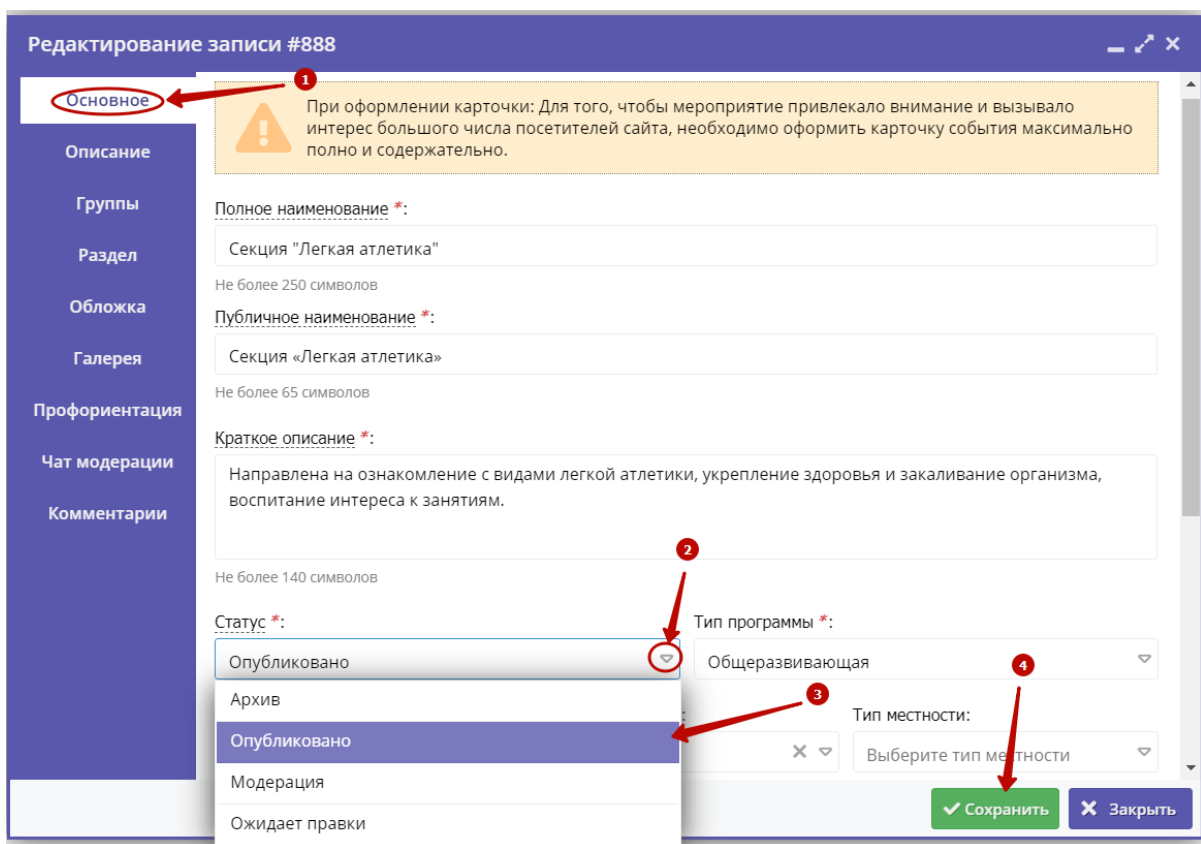 Редактирование записи #888
1
Основное
При оформлении карточки: Для того, чтобы мероприятие привлекало внимание и вызывало
интерес большого числа посетителей сайта, необходимо оформить карточку события максимально
полно и содержательно.
Описание
Группы
Раздел
Обложка
Галерея
Профориентация
Чат модерации
Комментарии
Полное наименование *:
Секция "Легкая атлетика"
Не более 250 символов
Публичное наименование *:
Секция «Легкая атлетика»
Не более 65 символов
Краткое описание *:
Направлена на ознакомление с видами легкой атлетики, укрепление здоровья и закаливание организма,
воспитание интереса к занятиям.
2
Не более 140 символов
Статус *:
Тип программы *:
Опубликовано
Общеразвивающая
4
Архив
3
Опубликовано
:
Тип местности:
Выберите тип местности
Модерация
Ожидает правки
Сохранить
Закрыть